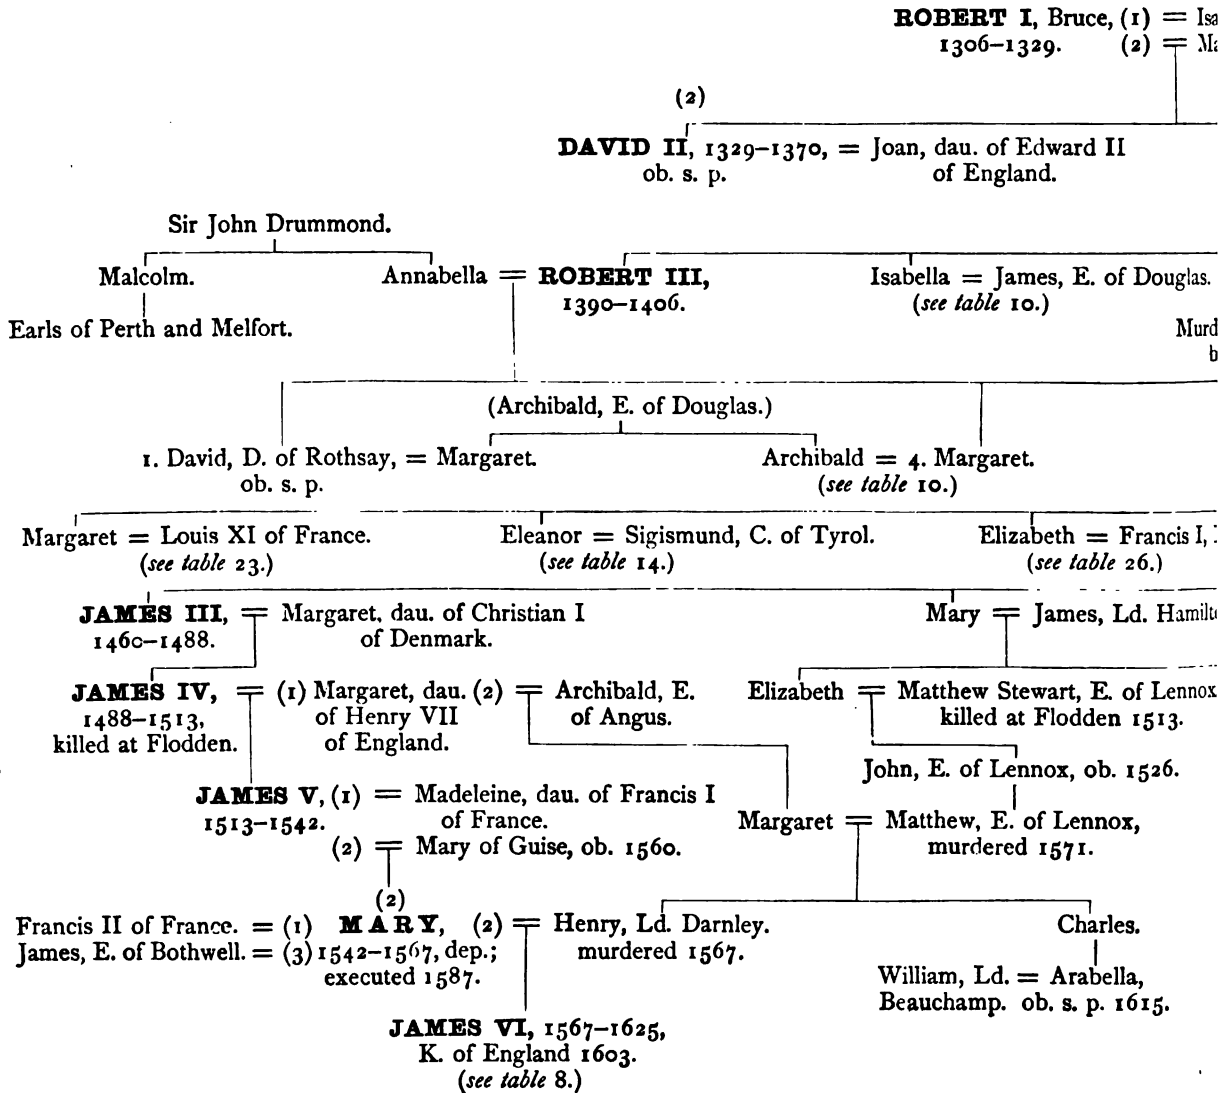 ROBERT I, Bruce, (1) =
1306–1329. (2) =
(2)
DAVID II, 1329–1370, = Joan, dau. of Edward II
ob. s. p. of England.
Sir John Drummond.
Malcolm. Annabella = ROBERT III, Isabella = James, E. of Douglas.
1390–1406. (see table 10.)
Earls of Perth and Melfort.
(Archibald, E. of Douglas.)
1. David, D. of Rothsay, = Margaret. Archibald = 4. Margaret.
ob. s. p. (see table 10.)
Margaret = Louis XI of France. Eleanor = Sigismund, C. of Tyrol. Elizabeth = Francis I,
(see table 23.) (see table 14.) (see table 26.)
JAMES III, = Margaret, dau. of Christian I Mary = James, Ld.
1460–1488. of Denmark.
JAMES IV, = (1) Margaret, dau. (2) = Archibald, E. Elizabeth = Matthew Stewart, E. of Lennox
1488–1513, of Henry VII of Angus. killed at Flodden 1513.
killed at Flodden. of England.
John, E. of Lennox, ob. 1526.
JAMES V, (1) = Madeleine, dau. of Francis I
1513–1542. of France. Margaret = Matthew, E. of Lennox,
(2) = Mary of Guise, ob. 1560. murdered 1571.
(2)
Francis II of France. = (1) MARY, (2) = Henry, Ld. Darnley. Charles.
James, E. of Bothwell. = (3) 1542–1567, dep.; murdered 1567.
executed 1587.
William, Ld. = Arabella,
Beauchamp. ob. s. p. 1615.
JAMES VI, 1567–1625,
K. of England 1603.
(see table 8.)